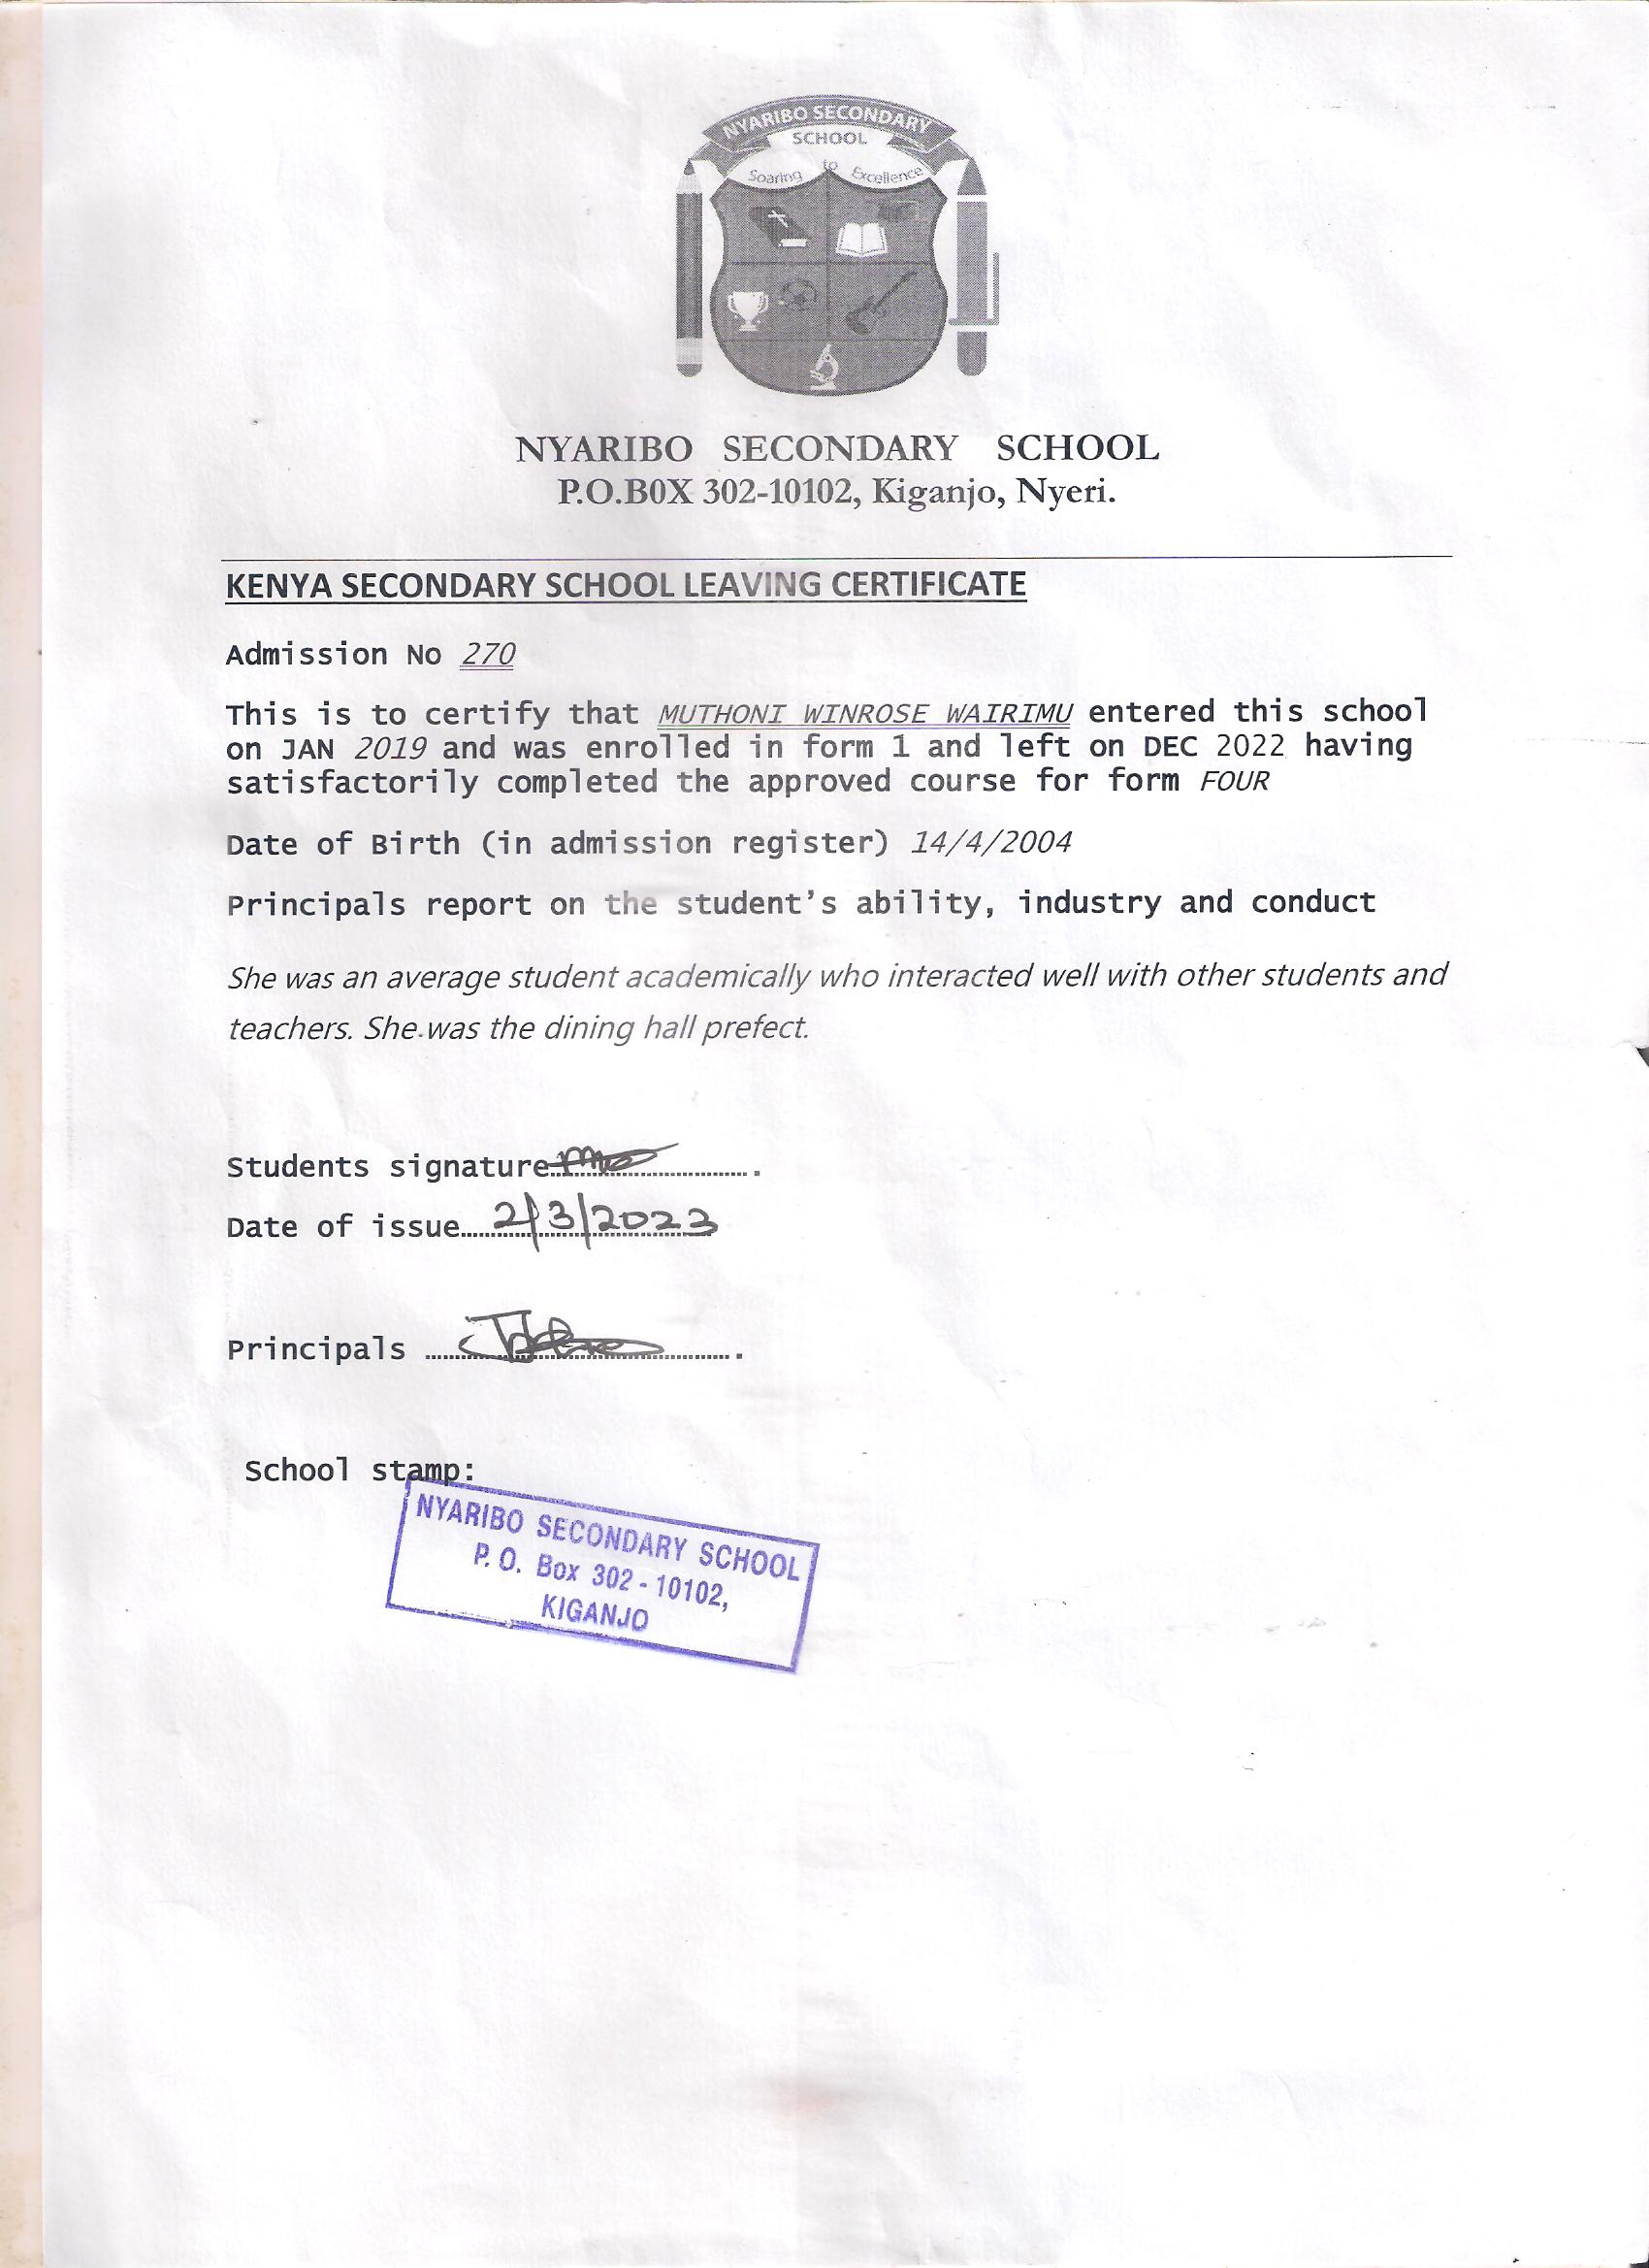 NYARIBO SECONDARY
SCHOOL
Soaring to Excellence
NYARIBO SECONDARY SCHOOL
P.O.B0X 302-10102, Kiganjo, Nyeri.
KENYA SECONDARY SCHOOL LEAVING CERTIFICATE
Admission No 270
This is to certify that MUTHONI WINROSE WAIRIMU entered this school
on JAN 2019 and was enrolled in form 1 and left on DEC 2022 having
satisfactorily completed the approved course for form FOUR
Date of Birth (in admission register) 14/4/2004
Principals report on the student's ability, industry and conduct
She was an average student academically who interacted well with other students and
teachers. She was the dining hall prefect.
Students signature
Date of issue 2/3/2023
Principals
School stamp:
NYARIBO SECONDARY SCHOOL
P. O. Box 302 - 10102,
KIGANJO